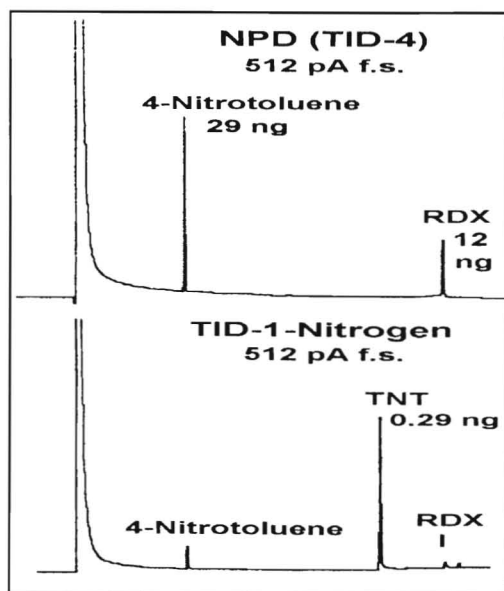 NPD (TID-4)
512 pA f.s.
4-Nitrotoluene
29 ng
RDX
12
ng
TID-1-Nitrogen
512 pA f.s.
TNT
0.29 ng
4-Nitrotoluene
RDX